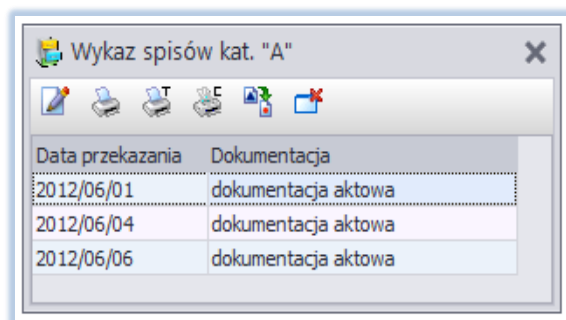 Wykaz spisów kat. "A"
T
E
Data przekazania Dokumentacja
2012/06/01 dokumentacja aktowa
2012/06/04 dokumentacja aktowa
2012/06/06 dokumentacja aktowa